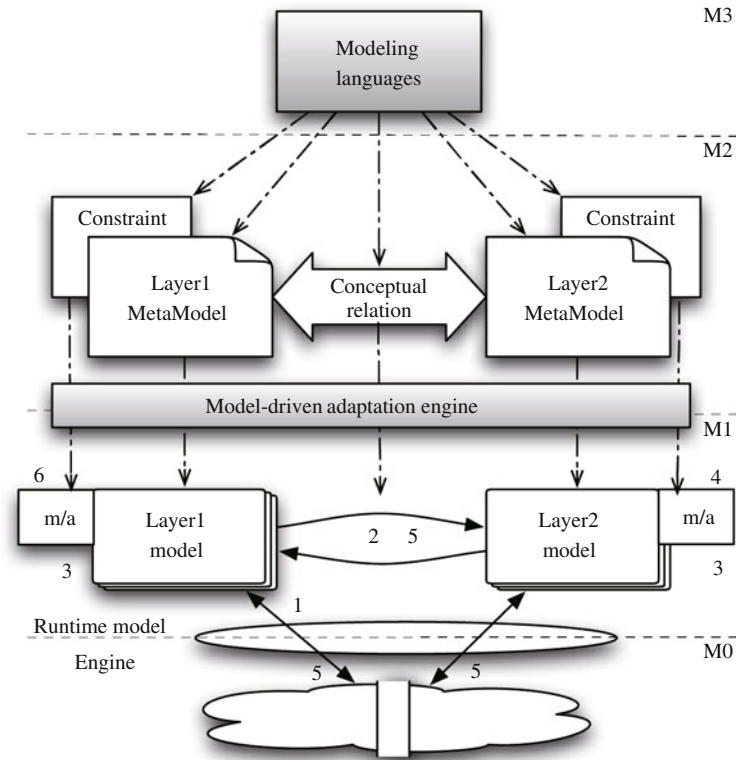 M3
Modeling
languages
M2
Constraint
Constraint
Layer1
MetaModel
Conceptual
relation
Layer2
MetaModel
Model-driven adaptation engine
M1
6
4
m/a
Layer1
model
2 5
Layer2
model
m/a
3
3
1
Runtime model
Engine
M0
5
5